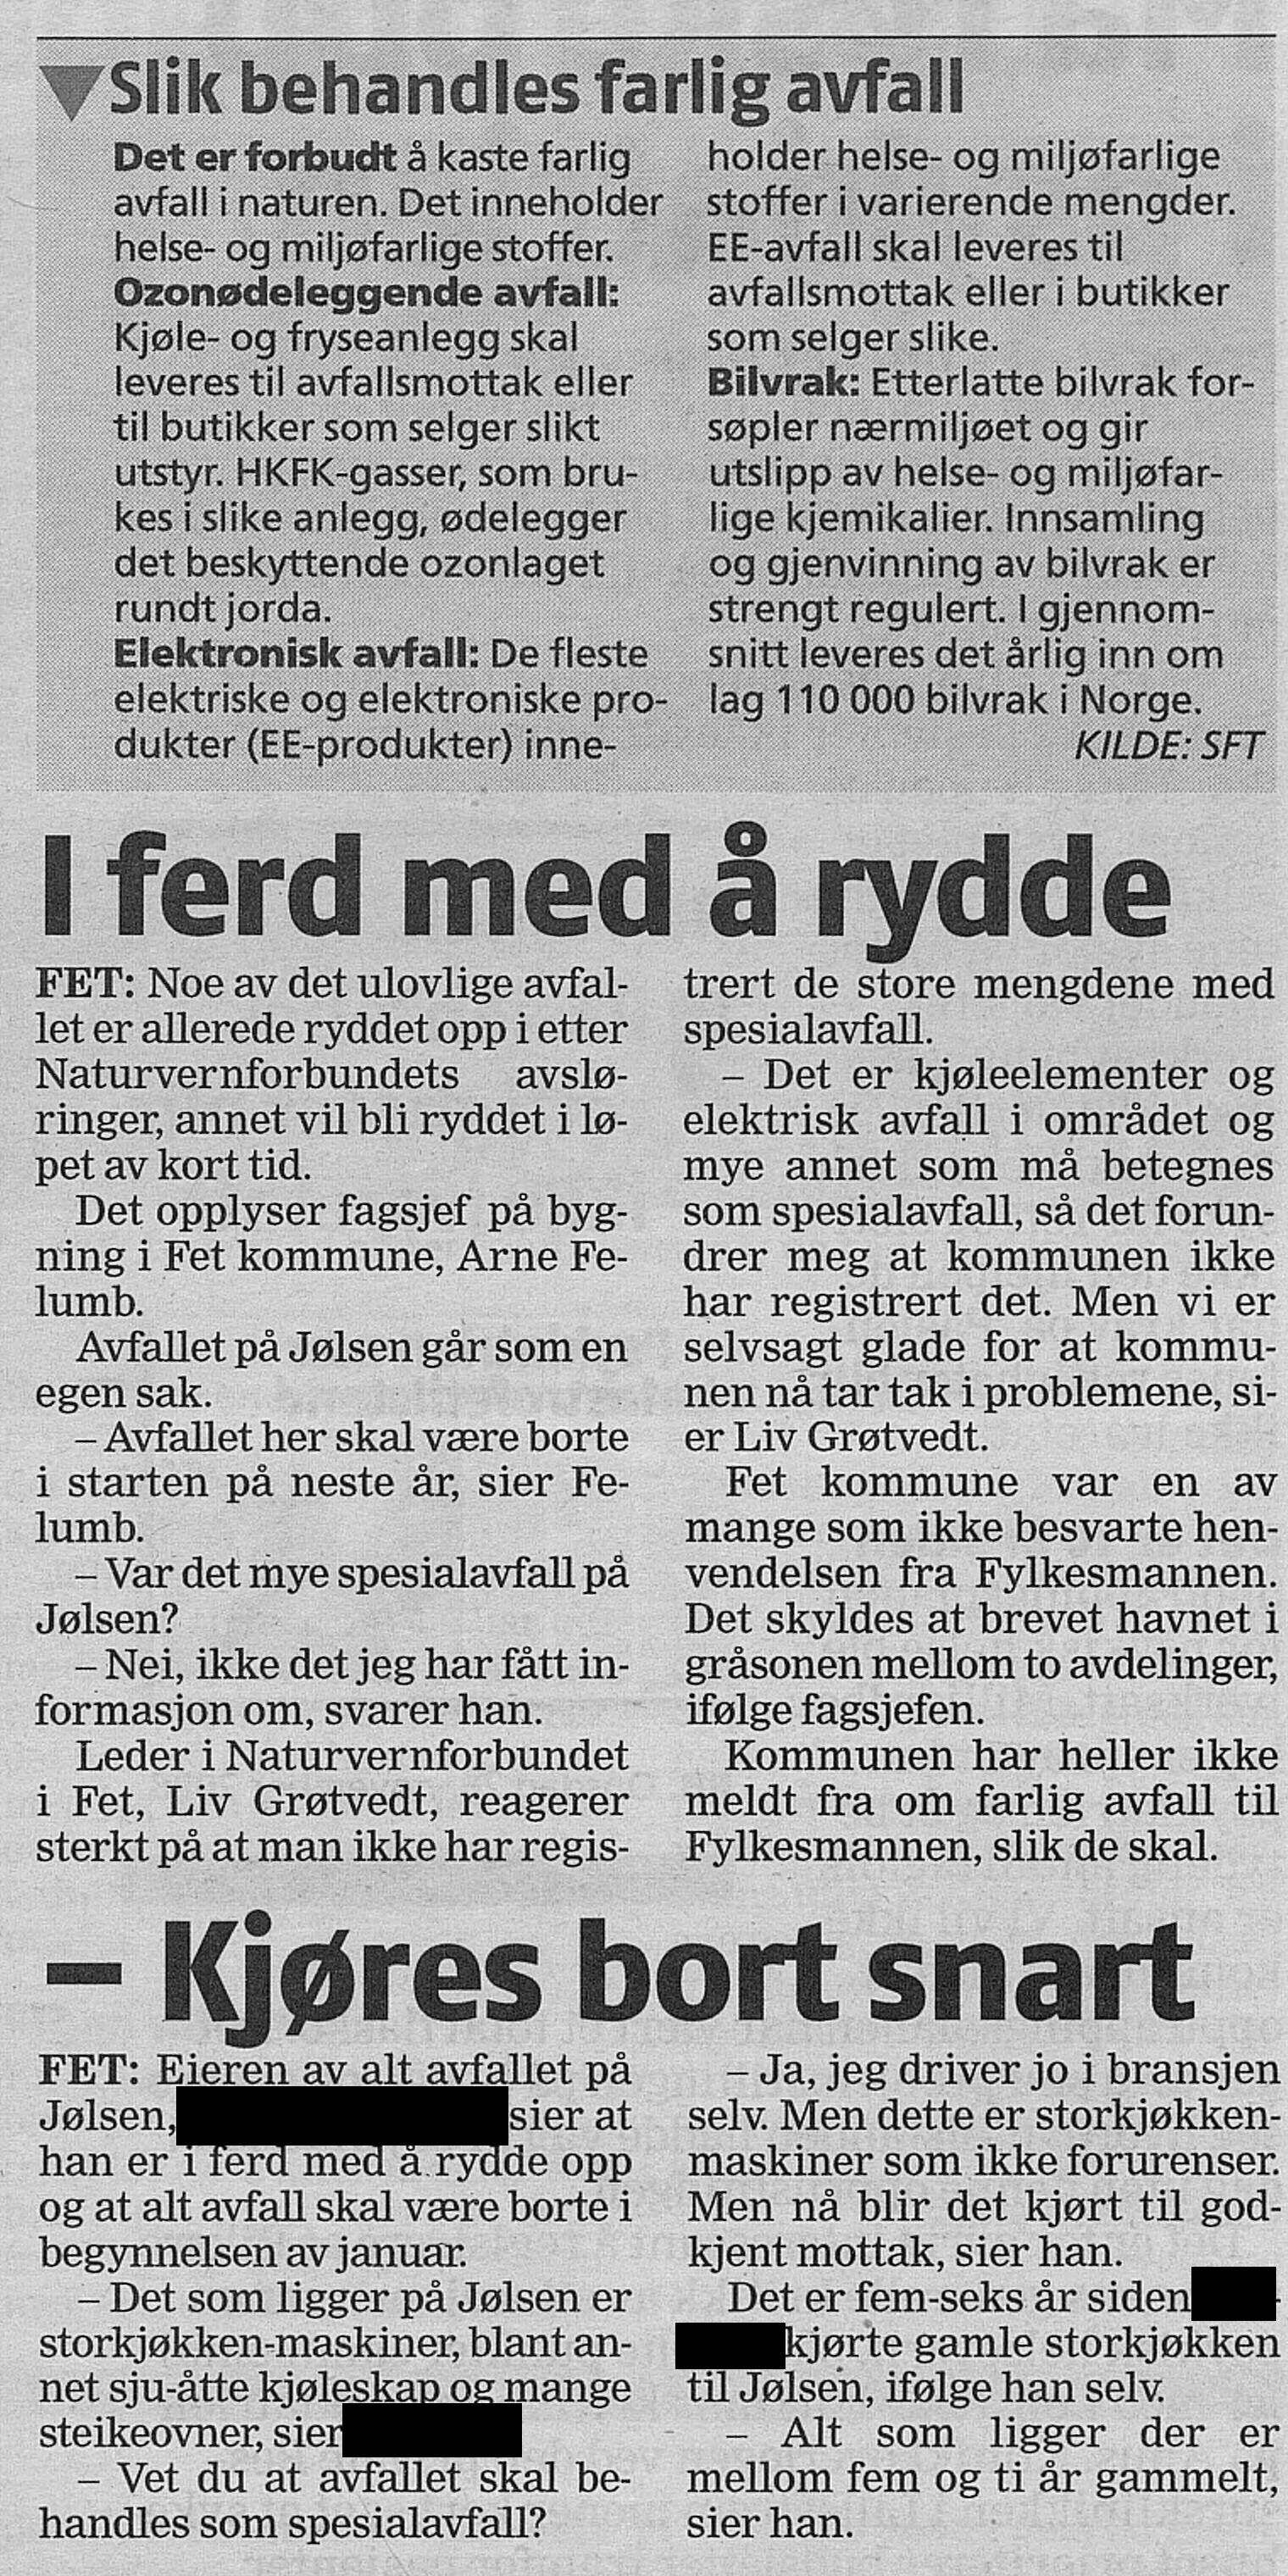 Slik behandles farlig avfall
Det er forbudt å kaste farlig
avfall i naturen. Det inneholder
helse- og miljøfarlige stoffer.
Ozonødeleggende avfall:
Kjøle- og fryseanlegg skal
leveres til avfallsmottak eller
til butikker som selger slikt
utstyr. HKFK-gasser, som bru-
kes i slike anlegg, ødelegger
det beskyttende ozonlaget
rundt jorda.
Elektronisk avfall: De fleste
elektriske og elektroniske pro-
dukter (EE-produkter) inne-
holder helse- og miljøfarlige
stoffer i varierende mengder.
EE-avfall skal leveres til
avfallsmottak eller i butikker
som selger slike.
Bilvrak: Etterlatte bilvrak for-
søpler nærmiljøet og gir
utslipp av helse- og miljøfar-
lige kjemikalier. Innsamling
og gjenvinning av bilvrak er
strengt regulert. I gjennom-
snitt leveres det årlig inn om
lag 110 000 bilvrak i Norge.
KILDE: SFT
I ferd med å rydde
FET: Noe av det ulovlige avfal-
let er allerede ryddet opp i etter
Naturvernforbundets avslø-
ringer, annet vil bli ryddet i lø-
pet av kort tid.
Det opplyser fagsjef på byg-
ning i Fet kommune, Arne Fe-
lumb.
Avfallet på Jølsen går som en
egen sak.
– Avfallet her skal være borte
i starten på neste år, sier Fe-
lumb.
– Var det mye spesialavfall på
Jølsen?
– Nei, ikke det jeg har fått in-
formasjon om, svarer han.
Leder i Naturvernforbundet
i Fet, Liv Grøtvedt, reagerer
sterkt på at man ikke har regis-
trert de store mengdene med
spesialavfall.
– Det er kjøleelementer og
elektrisk avfall i området og
mye annet som må betegnes
som spesialavfall, så det forun-
drer meg at kommunen ikke
har registrert det. Men vi er
selvsagt glade for at kommu-
nen nå tar tak i problemene, si-
er Liv Grøtvedt.
Fet kommune var en av
mange som ikke besvarte hen-
vendelsen fra Fylkesmannen.
Det skyldes at brevet havnet i
gråsonen mellom to avdelinger,
ifølge fagsjefen.
Kommunen har heller ikke
meldt fra om farlig avfall til
Fylkesmannen, slik de skal.
– Kjøres bort snart
FET: Eieren av alt avfallet på
Jølsen, sier at
han er i ferd med å rydde opp
og at alt avfall skal være borte i
begynnelsen av januar.
– Det som ligger på Jølsen er
storkjøkken-maskiner, blant an-
net sju-åtte kjøleskap og mange
steikeovner, sier
– Vet du at avfallet skal be-
handles som spesialavfall?
– Ja, jeg driver jo i bransjen
selv. Men dette er storkjøkken-
maskiner som ikke forurenser.
Men nå blir det kjørt til god-
kjent mottak, sier han.
Det er fem-seks år siden
kjørte gamle storkjøkken
til Jølsen, ifølge han selv.
– Alt som ligger der er
mellom fem og ti år gammelt,
sier han.